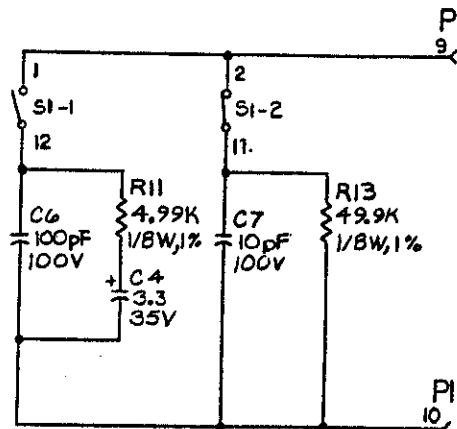 P
9
1
2
S1-1
S1-2
12
11.
R11
4.99K
1/8W,1%
R13
49.9K
1/8W,1%
C6
100pF
100V
C7
10pF
100V
+ C4
3.3
35V
P1
10